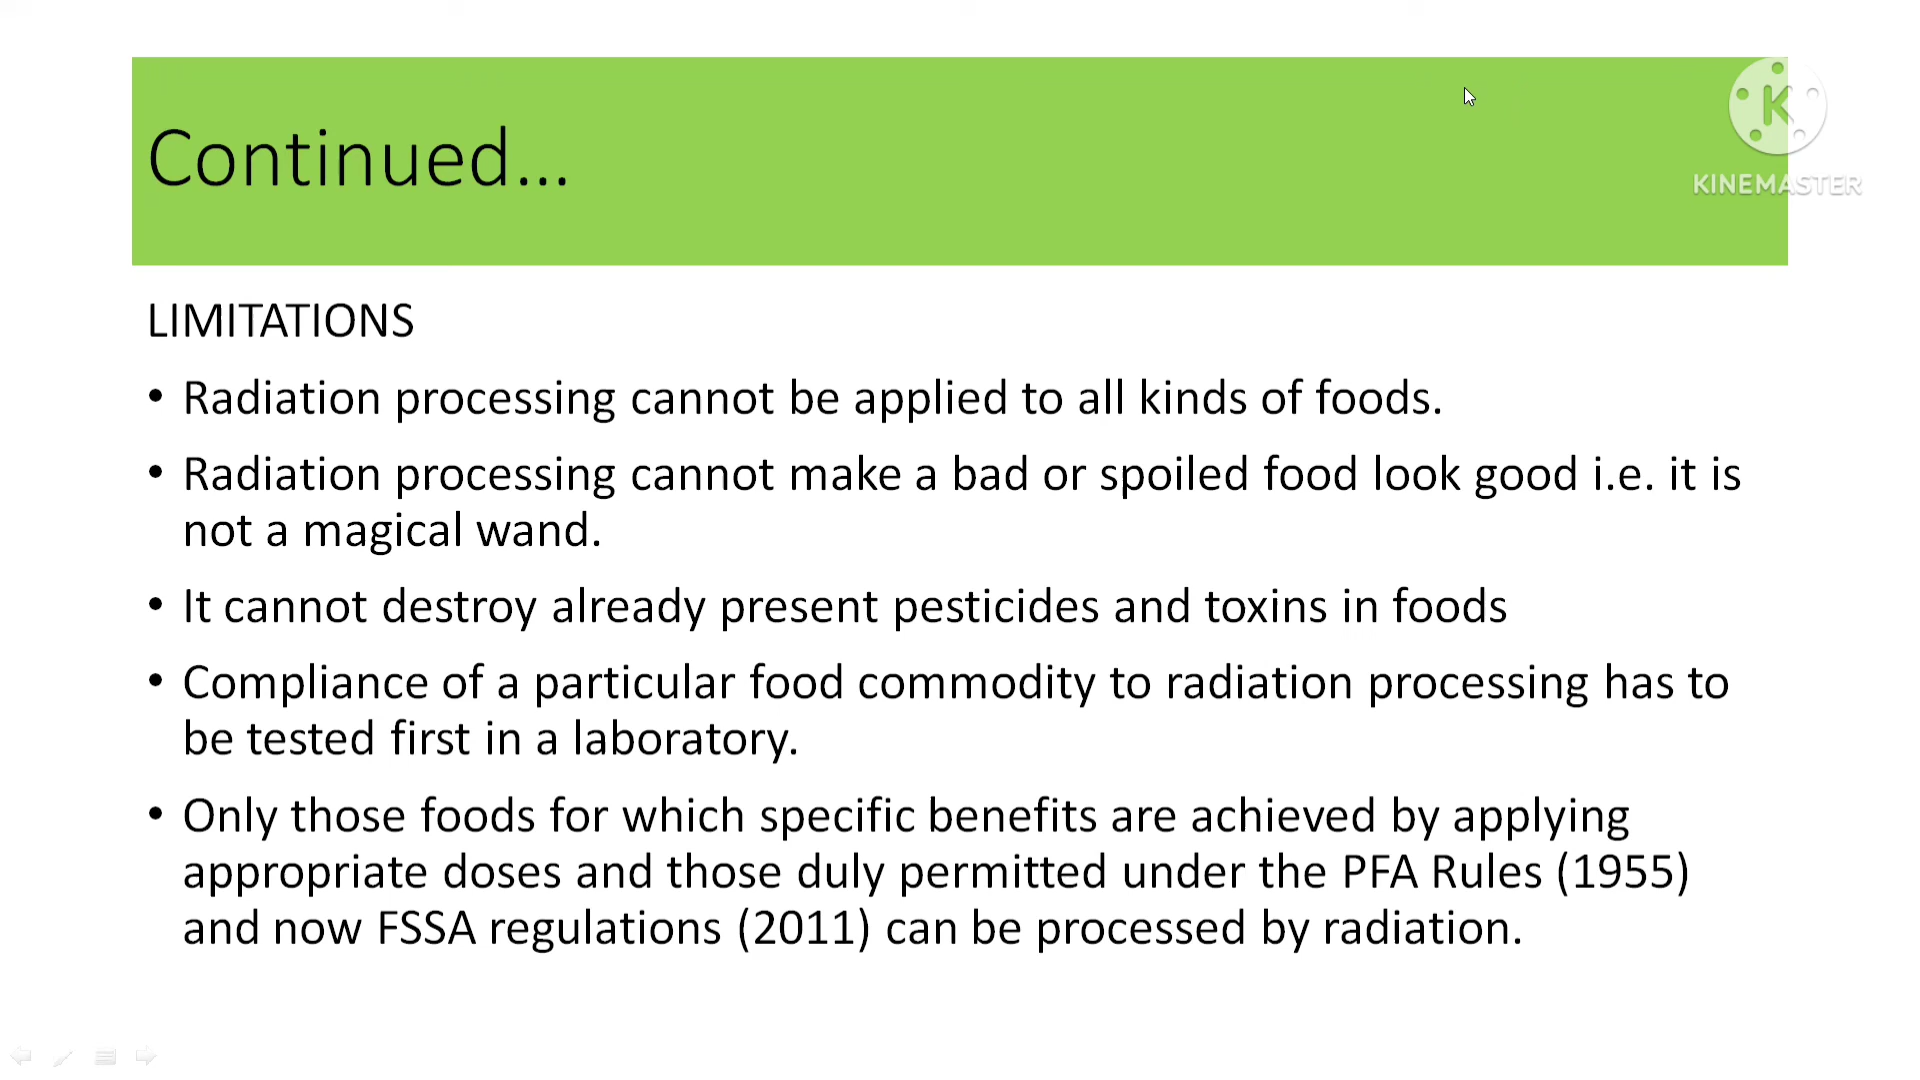 Continued...
K
KINEMASTER
LIMITATIONS
• Radiation processing cannot be applied to all kinds of foods.
• Radiation processing cannot make a bad or spoiled food look good i.e. it is
not a magical wand.
• It cannot destroy already present pesticides and toxins in foods
• Compliance of a particular food commodity to radiation processing has to
be tested first in a laboratory.
• Only those foods for which specific benefits are achieved by applying
appropriate doses and those duly permitted under the PFA Rules (1955)
and now FSSA regulations (2011) can be processed by radiation.